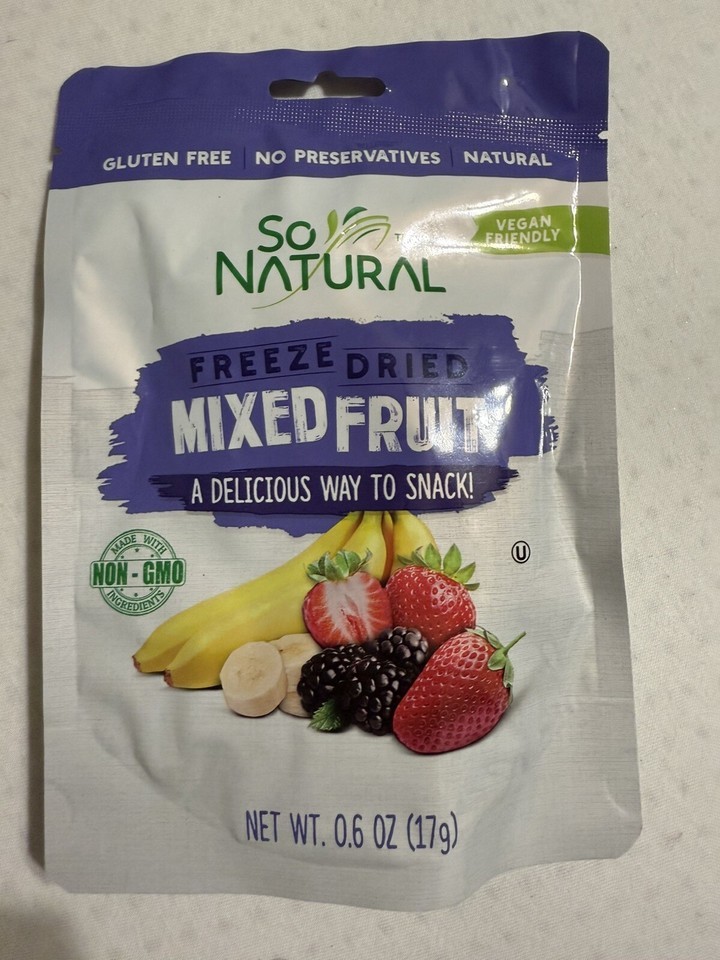 GLUTEN FREE | NO PRESERVATIVES | NATURAL
SO
NATURAL
VEGAN
FRIENDLY
FREEZE DRIED
MIXED FRUIT
A DELICIOUS WAY TO SNACK!
MADE WITH
NON - GMO
INGREDIENTS
U
NET WT. 0.6 OZ (17g)